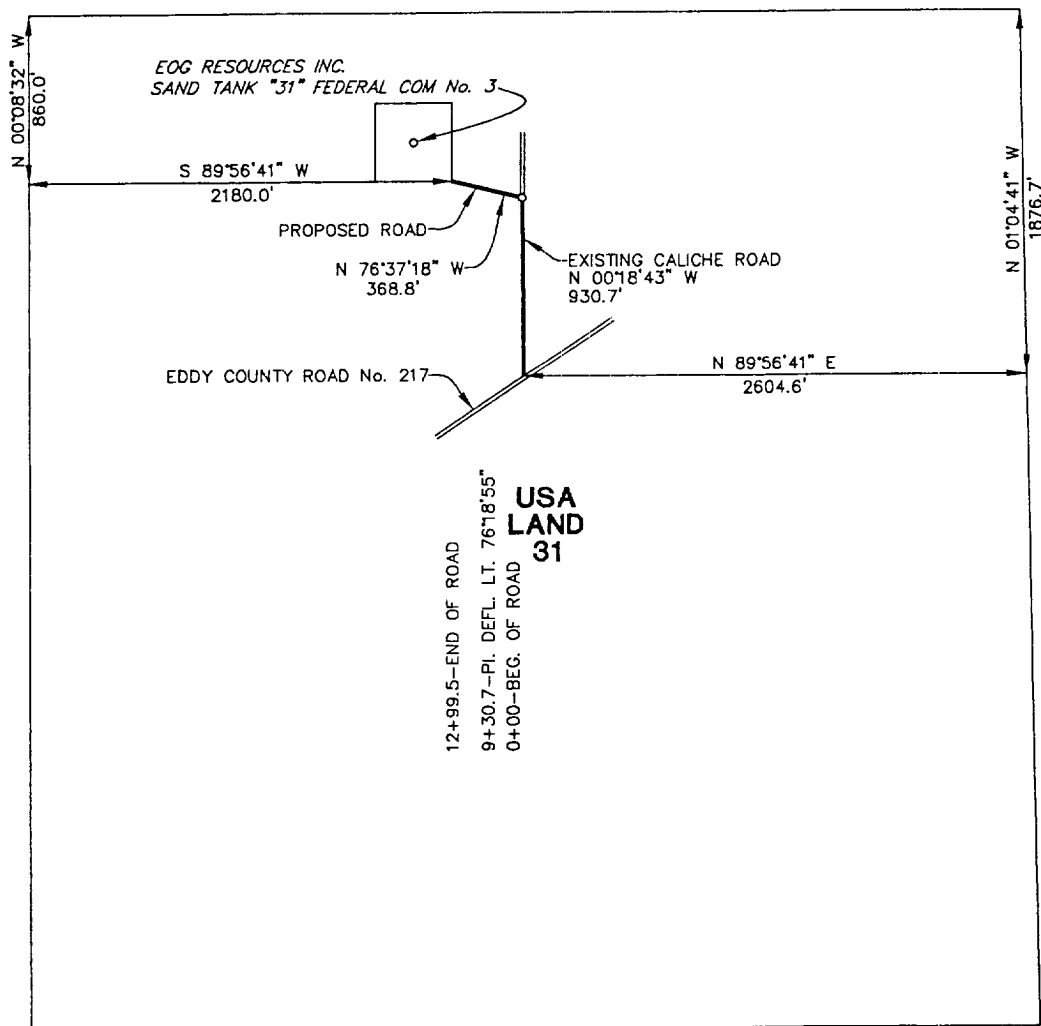 N 00°08'32" W
860.0'
EOG RESOURCES INC.
SAND TANK "31" FEDERAL COM No. 3
S 89°56'41" W
2180.0'
PROPOSED ROAD
N 76°37'18" W
368.8'
EXISTING CALICHE ROAD
N 00°18'43" W
930.7'
N 01°04'41" W
1876.7'
EDDY COUNTY ROAD No. 217
N 89°56'41" E
2604.6'
USA
LAND
31
12+99.5-END OF ROAD
9+30.7-PI. DEFL. LT. 76°18'55"
0+00-BEG. OF ROAD